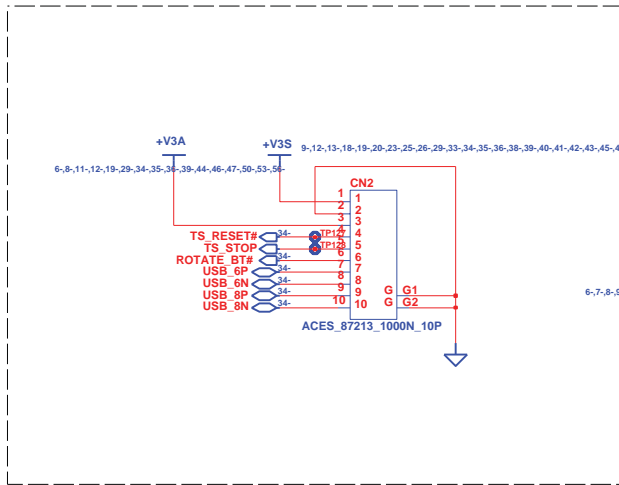 +V3A
+V3S
9-,12-,13-,18-,19-,20-,23-,25-,26-,29-,33-,34-,35-,36-,38-,39-,40-,41-,42-,43-,45-,4
6-,8-,11-,12-,19-,29-,34-,35-,36-,39-,44-,46-,47-,50-,53-,56-
CN2
1 1
2 2
3 3
TS_RESET# 34- TP127 4 4
TS_STOP 34- TP128 5 5
ROTATE_BT# 34- 6 6
USB_6P 34- 7 7
USB_6N 34- 8 8
USB_8P 34- 9 9 G G1
USB_8N 34- 10 10 G G2
6-,7-,8-,9
ACES_87213_1000N_10P